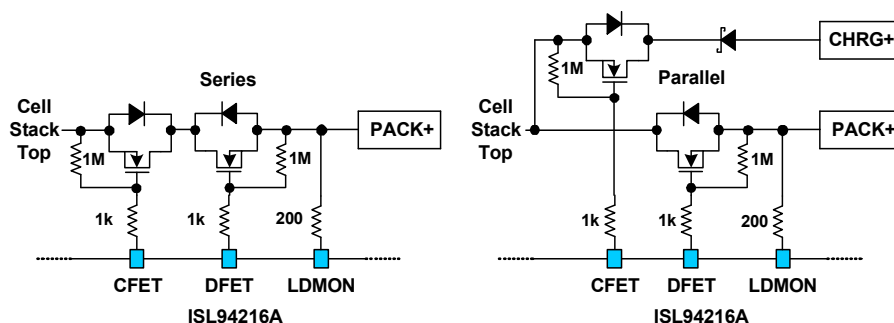 Series
Cell
Stack
Top
1M
1M
PACK+
1k
1k
200
CFET
DFET
LDMON
ISL94216A
CHRG+
1M
Parallel
Cell
Stack
Top
1M
PACK+
1k
1k
200
CFET
DFET
LDMON
ISL94216A